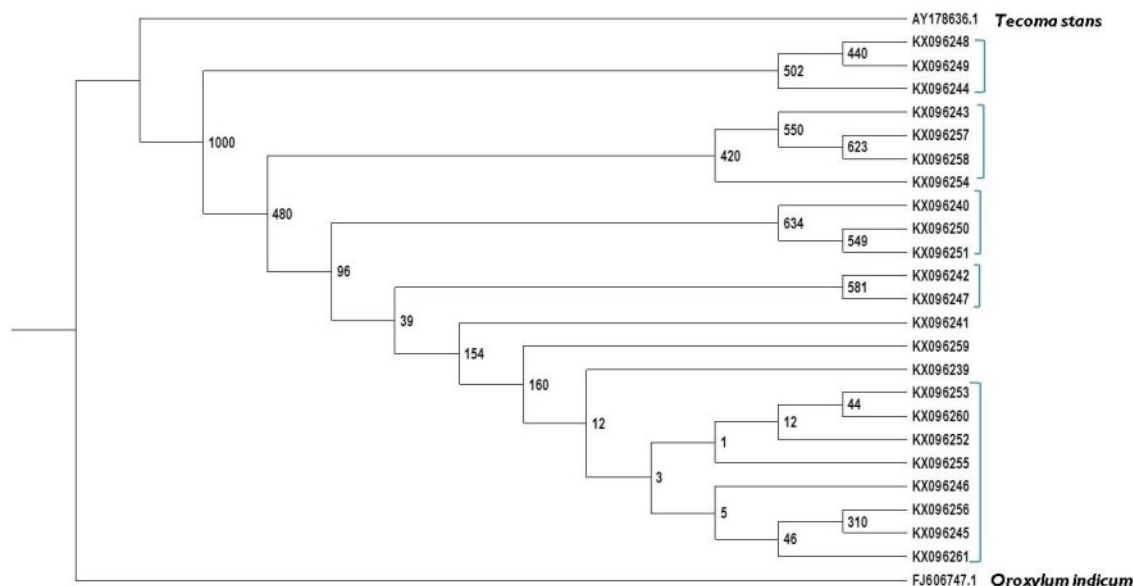 AY178636.1 Tecoma stans
KX096248
440
KX096249
502
KX096244
1000
KX096243
550
KX096257
623
KX096258
420
KX096254
480
KX096240
634
KX096250
549
KX096251
96
KX096242
581
KX096247
39
KX096241
154
KX096259
160
KX096239
12
KX096253
44
KX096260
12
KX096252
1
KX096255
3
KX096246
5
KX096256
310
KX096245
46
KX096261
FJ606747.1 Oroxylum indicum